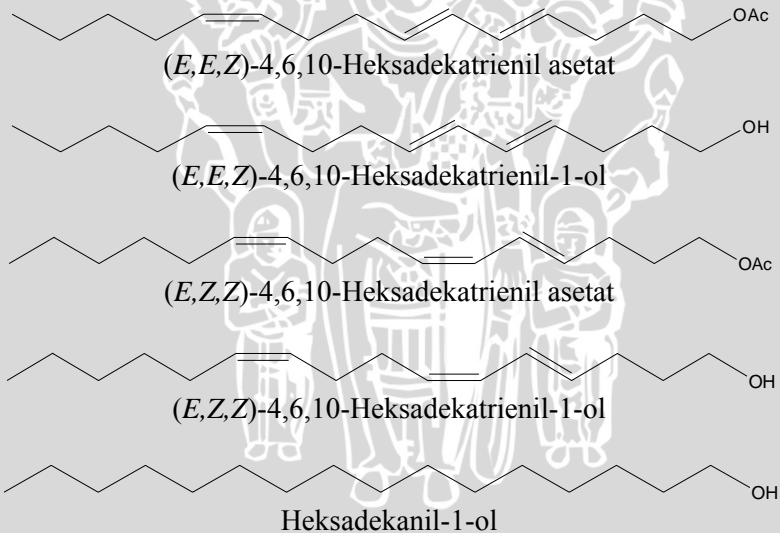 OAc
(E,E,Z)-4,6,10-Heksadekatrienil asetat
OH
(E,E,Z)-4,6,10-Heksadekatrienil-1-ol
OAc
(E,Z,Z)-4,6,10-Heksadekatrienil asetat
OH
(E,Z,Z)-4,6,10-Heksadekatrienil-1-ol
OH
Heksadekanil-1-ol